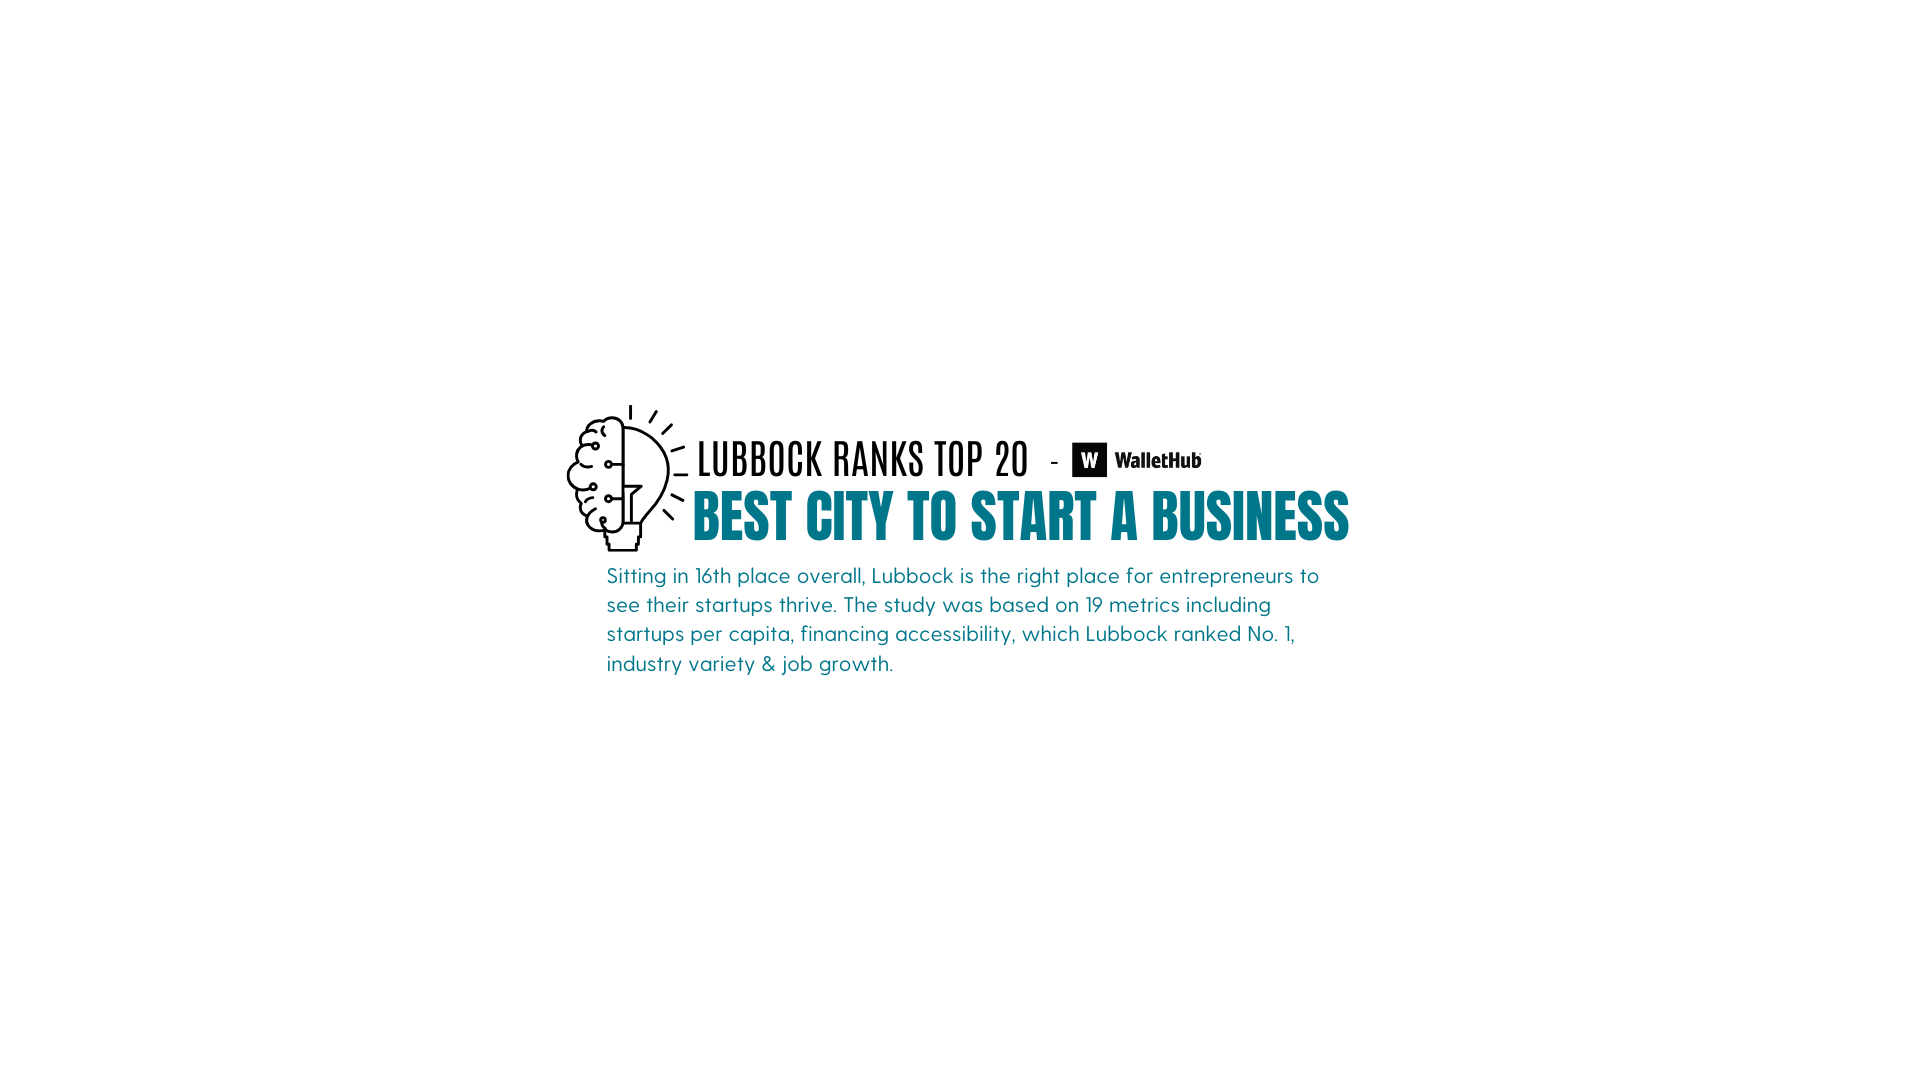 LUBBOCK RANKS TOP 20 - W WalletHub
BEST CITY TO START A BUSINESS
Sitting in 16th place overall, Lubbock is the right place for entrepreneurs to
see their startups thrive. The study was based on 19 metrics including
startups per capita, financing accessibility, which Lubbock ranked No. 1,
industry variety & job growth.